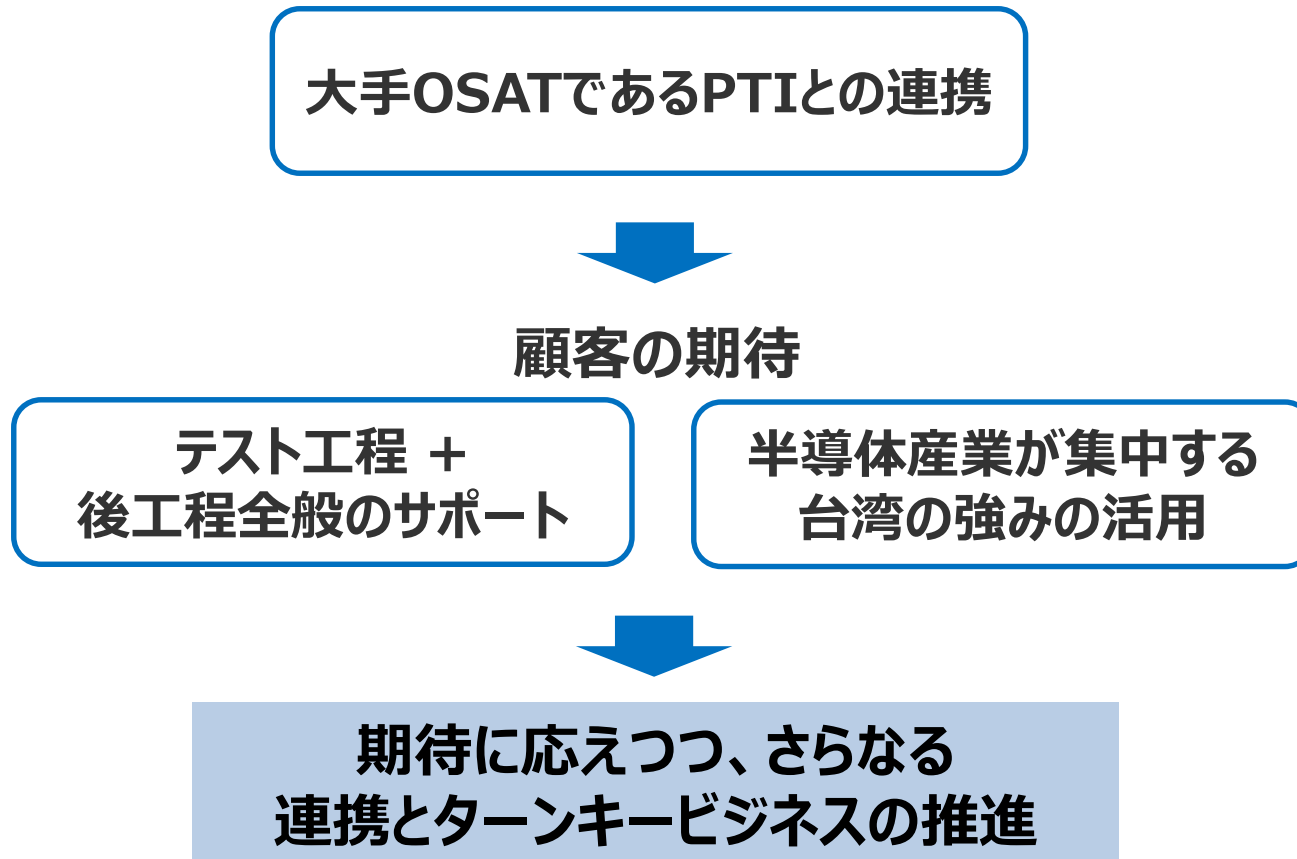 大手OSATであるPTIとの連携
顧客の期待
テスト工程 +
後工程全般のサポート
半導体産業が集中する
台湾の強みの活用
期待に応えつつ、さらなる
連携とターンキービジネスの推進